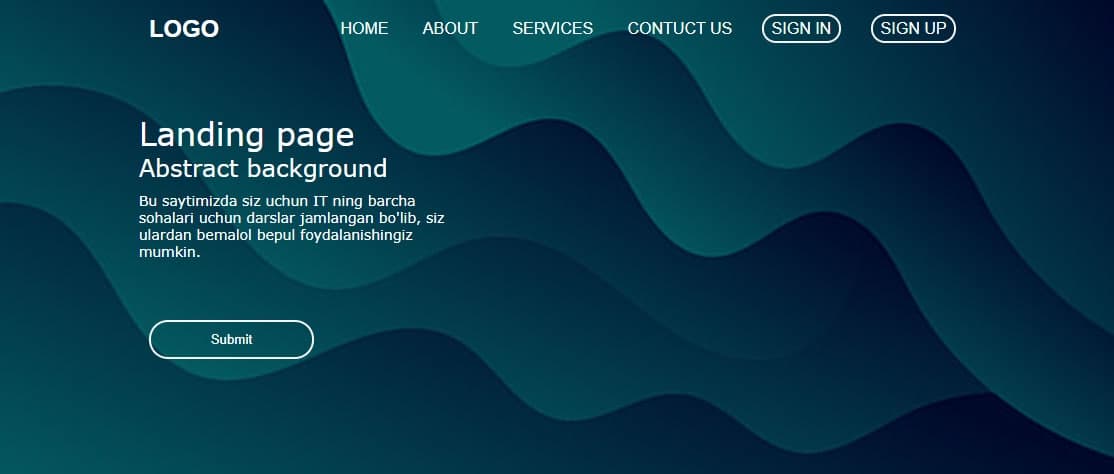 LOGO HOME ABOUT SERVICES CONTUCT US SIGN IN SIGN UP
Landing page
Abstract background
Bu saytimizda siz uchun IT ning barcha
sohalari uchun darslar jamlangan bo'lib, siz
ulardan bemalol bepul foydalanishingiz
mumkin.
Submit